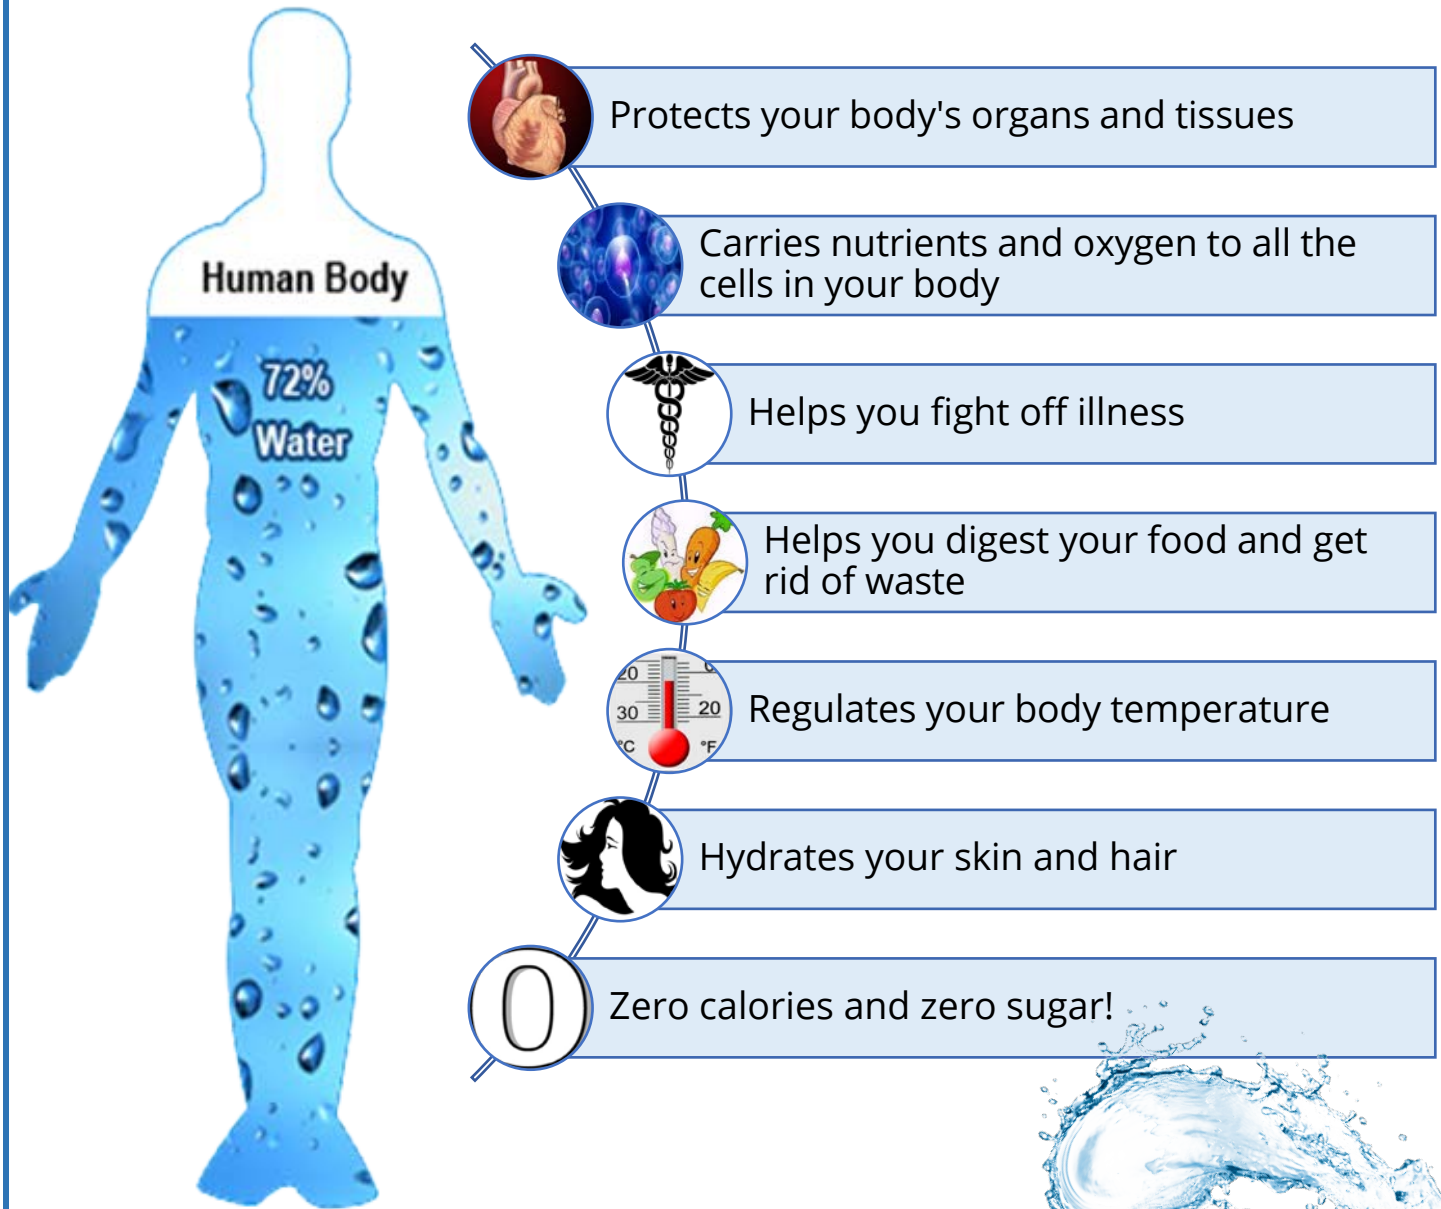 Human Body
72%
Water
Protects your body's organs and tissues
Carries nutrients and oxygen to all the
cells in your body
Helps you fight off illness
Helps you digest your food and get
rid of waste
20 0
30 20
°C °F
Regulates your body temperature
Hydrates your skin and hair
0
Zero calories and zero sugar!